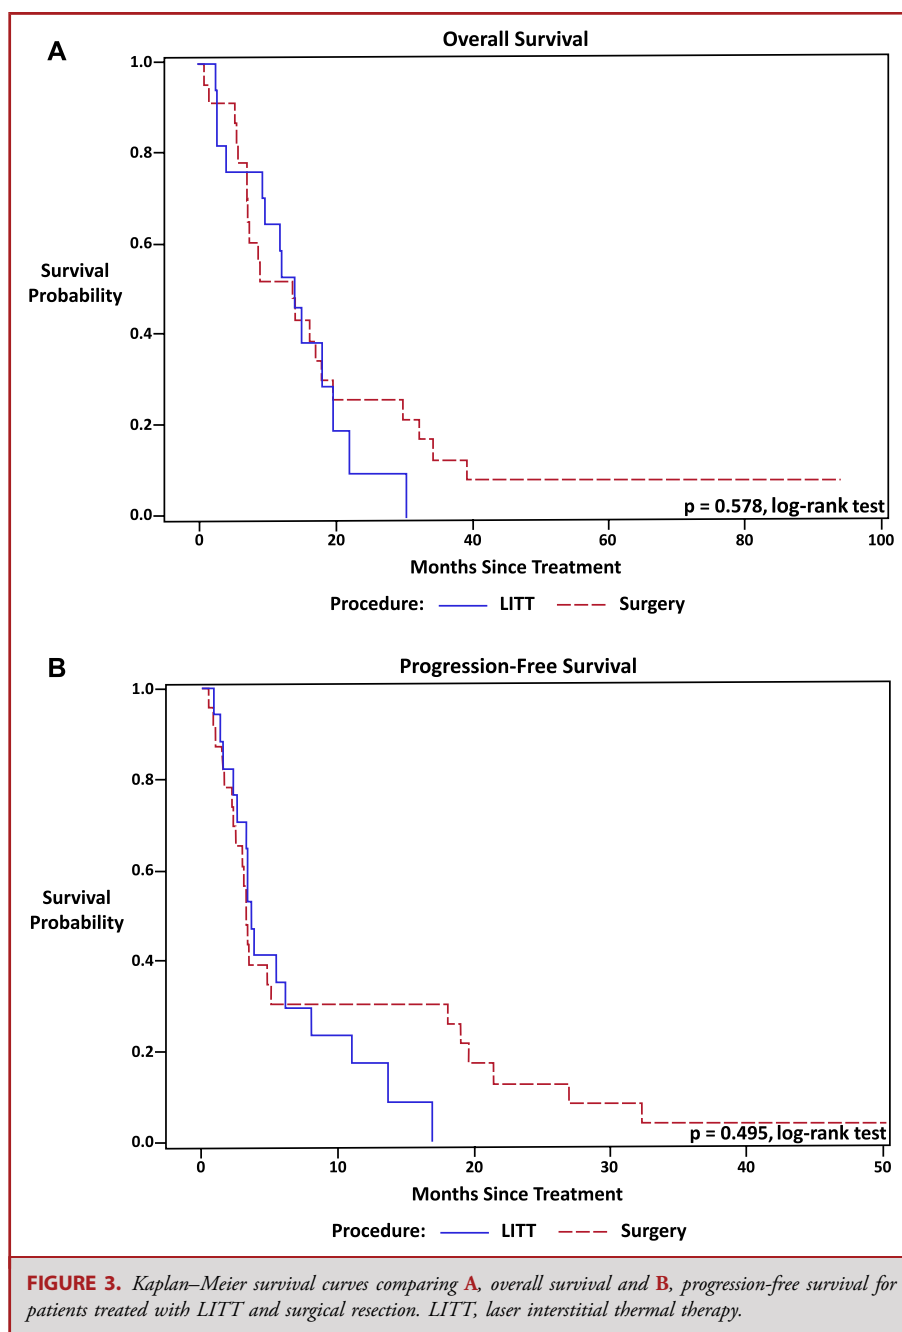 A
Overall Survival
1.0
0.8
0.6
0.4
0.2
0.0
Survival
Probability
p = 0.578, log-rank test
0 20 40 60 80 100
Months Since Treatment
Procedure: LITT Surgery
B
Progression-Free Survival
1.0
0.8
0.6
0.4
0.2
0.0
Survival
Probability
p = 0.495, log-rank test
0 10 20 30 40 50
Months Since Treatment
Procedure: LITT Surgery
FIGURE 3. Kaplan–Meier survival curves comparing A, overall survival and B, progression-free survival for
patients treated with LITT and surgical resection. LITT, laser interstitial thermal therapy.